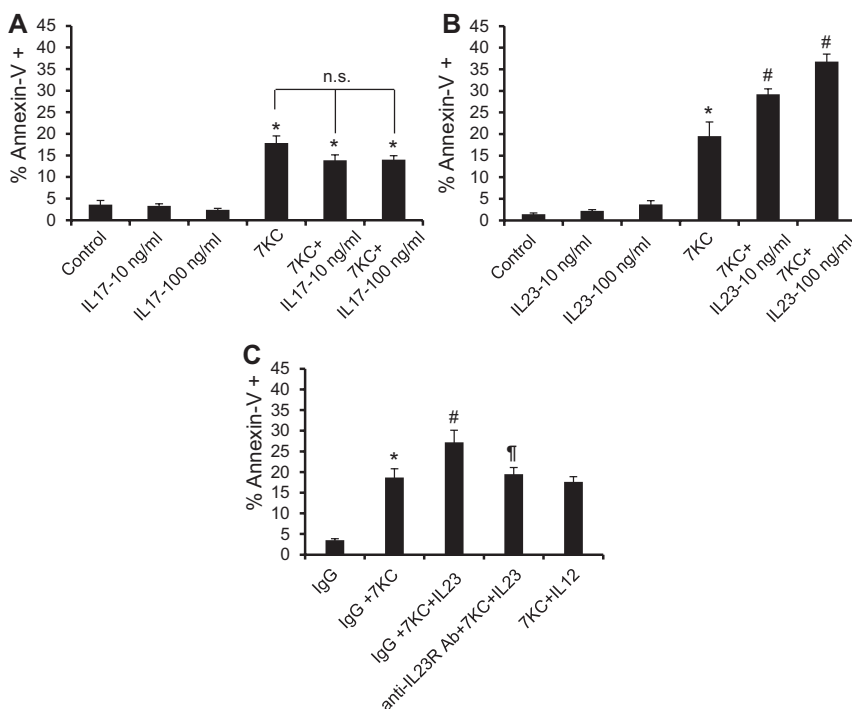 A
% Annexin-V +
45
40
35
30
25
20
15
10
5
0
n.s.
*
*
*
Control
IL17-10 ng/ml
IL17-100 ng/ml
7KC
7KC+
IL17-10 ng/ml
7KC+
IL17-100 ng/ml
B
% Annexin-V +
45
40
35
30
25
20
15
10
5
0
*
#
#
Control
IL23-10 ng/ml
IL23-100 ng/ml
7KC
7KC+
IL23-10 ng/ml
7KC+
IL23-100 ng/ml
C
% Annexin-V +
45
40
35
30
25
20
15
10
5
0
*
#
¶
IgG
IgG +7KC
IgG +7KC+IL23
anti-IL23R Ab+7KC+IL23
7KC+IL12